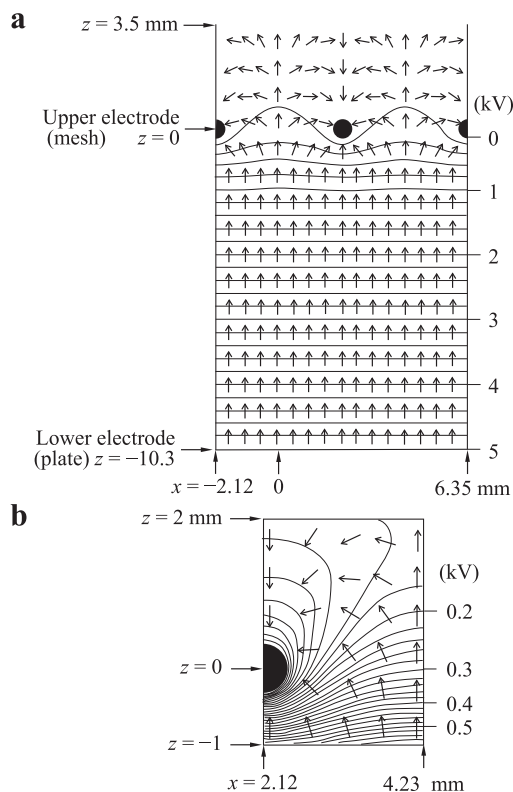 a
z = 3.5 mm
Upper electrode
(mesh) z = 0
(kV)
0
1
2
3
4
Lower electrode
(plate) z = −10.3
5
x = −2.12 0 6.35 mm
b
z = 2 mm
(kV)
0.2
z = 0
0.3
0.4
0.5
z = −1
x = 2.12 4.23 mm